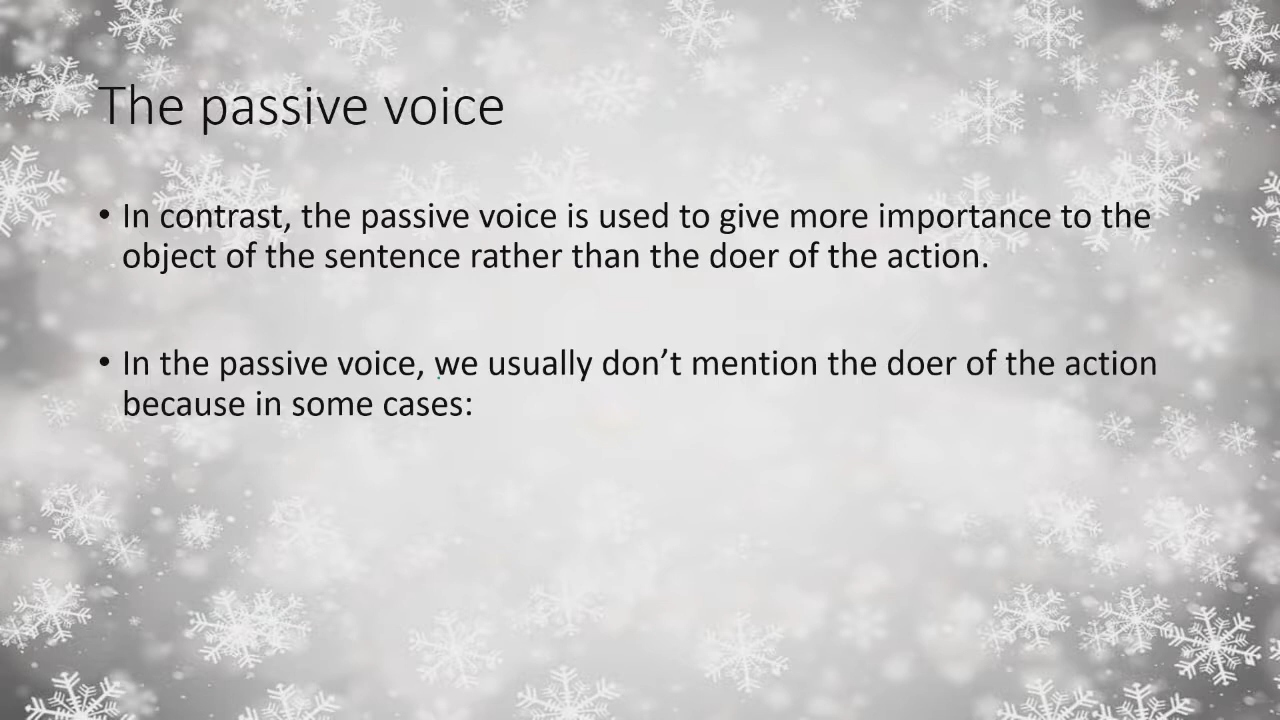 The passive voice
• In contrast, the passive voice is used to give more importance to the
object of the sentence rather than the doer of the action.
• In the passive voice, we usually don’t mention the doer of the action
because in some cases: